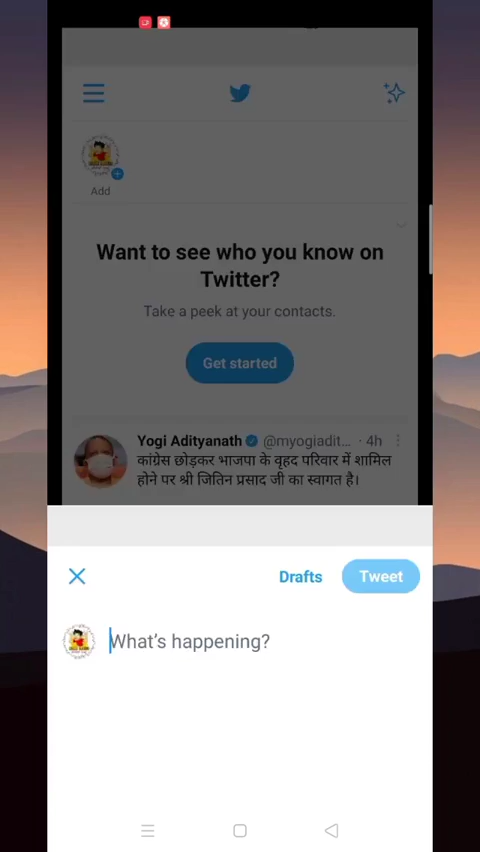 Add
Want to see who you know on
Twitter?
Take a peek at your contacts.
Get started
Yogi Adityanath @myogiadit... · 4h
कांग्रेस छोड़कर भाजपा के वृहद परिवार में शामिल
होने पर श्री जितिन प्रसाद जी का स्वागत है।
Drafts
Tweet
What's happening?